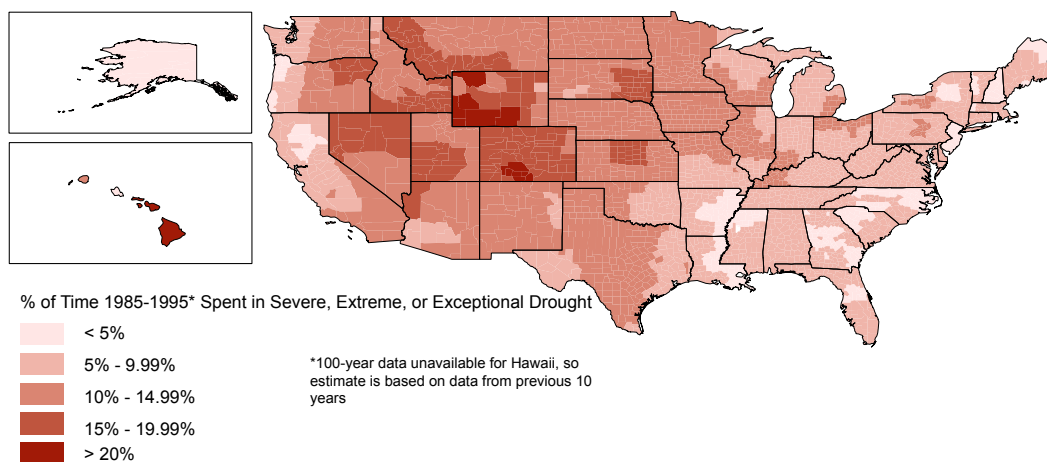 % of Time 1985-1995* Spent in Severe, Extreme, or Exceptional Drought
< 5%
5% - 9.99%
10% - 14.99%
15% - 19.99%
> 20%
*100-year data unavailable for Hawaii, so
estimate is based on data from previous 10
years